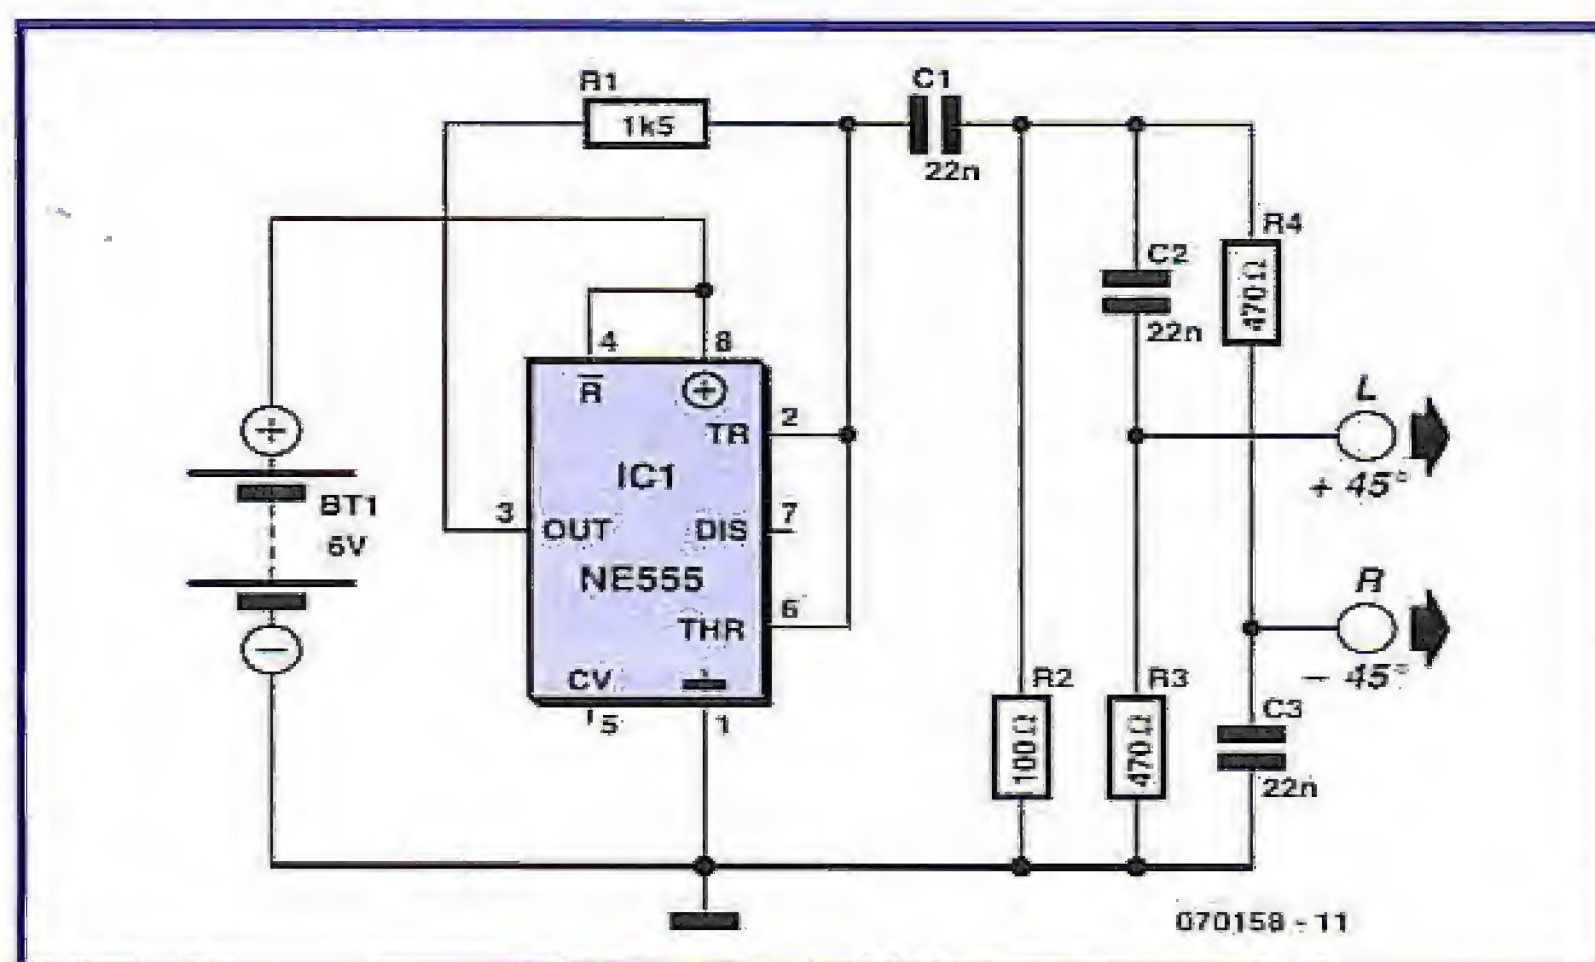 R1
1k5
C1
22n
R4
470Ω
C2
22n
4
8
R
+
2
TR
IC1
7
DIS
3
OUT
NE555
6
THR
CV
5
1
+
BT1
6V
−
L
+ 45°
R
− 45°
R2
100Ω
R3
470Ω
C3
22n
070158 - 11